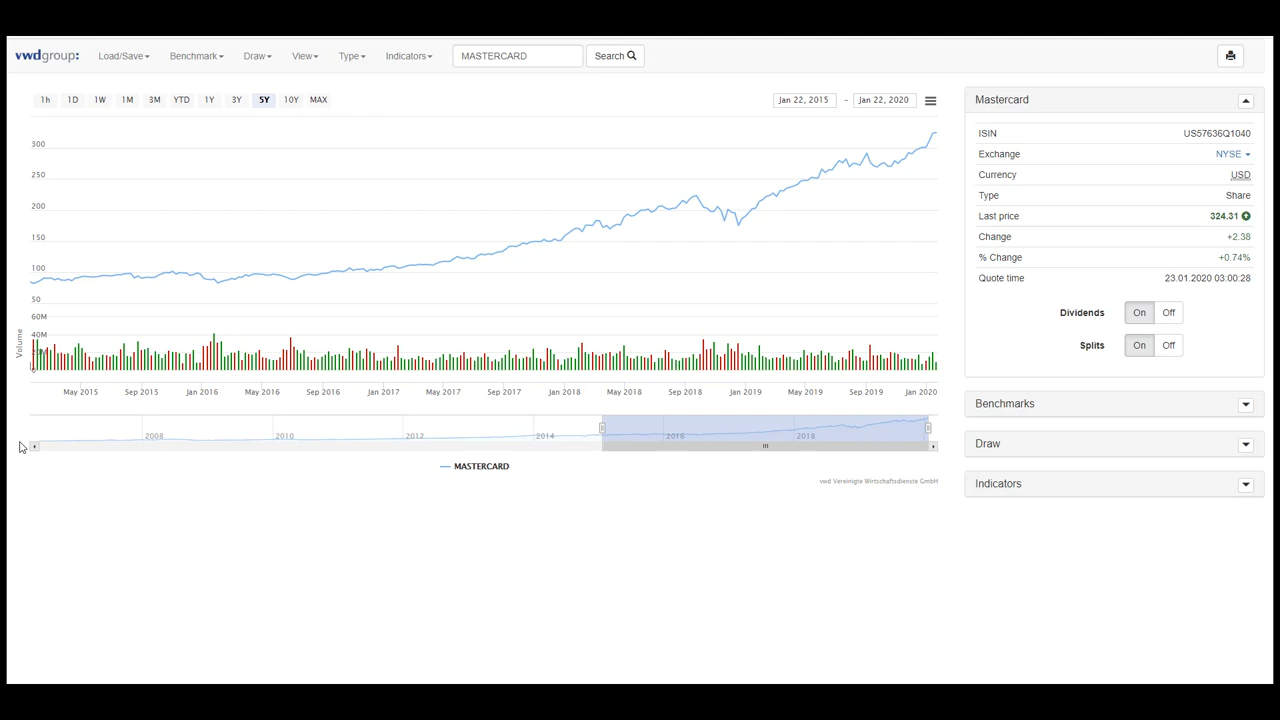 vwdgroup: Load/Save Benchmark Draw View Type Indicators MASTERCARD Search
1h 1D 1W 1M 3M YTD 1Y 3Y 5Y 10Y MAX Jan 22, 2015 - Jan 22, 2020
300
250
200
150
100
50
60M
40M
Volume
0
May 2015 Sep 2015 Jan 2016 May 2016 Sep 2016 Jan 2017 May 2017 Sep 2017 Jan 2018 May 2018 Sep 2018 Jan 2019 May 2019 Sep 2019 Jan 2020
2008 2010 2012 2014 2016 2018
MASTERCARD
vwd Vereinigte Wirtschaftsdienste GmbH
Mastercard
ISIN US57636Q1040
Exchange NYSE
Currency USD
Type Share
Last price 324.31
Change +2.38
% Change +0.74%
Quote time 23.01.2020 03:00:28
Dividends On Off
Splits On Off
Benchmarks
Draw
Indicators